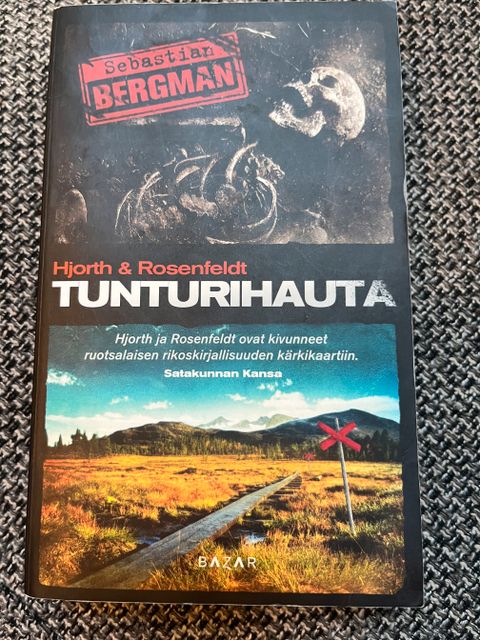 Sebastian
BERGMAN
Hjorth & Rosenfeldt
TUNTURIHAUTA
Hjorth ja Rosenfeldt ovat kivunneet
ruotsalaisen rikoskirjallisuuden kärkikaartiin.
Satakunnan Kansa
BAZAR